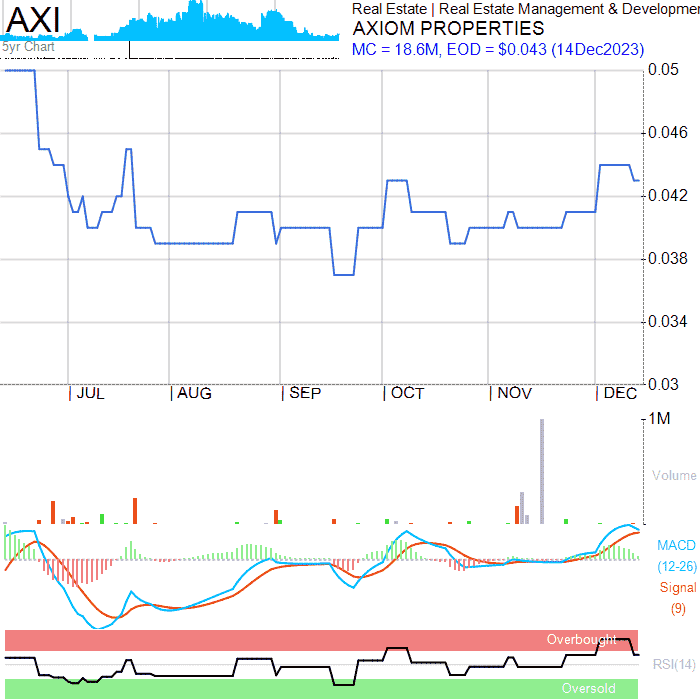 AXI
Real Estate | Real Estate Management & Developmen
AXIOM PROPERTIES
5yr Chart
MC = 18.6M, EOD = $0.043 (14Dec2023)
0.05
0.046
0.042
0.038
0.034
0.03
JUL
AUG
SEP
OCT
NOV
DEC
1M
Volume
MACD
(12-26)
Signal
(9)
Overbought
RSI(14)
Oversold